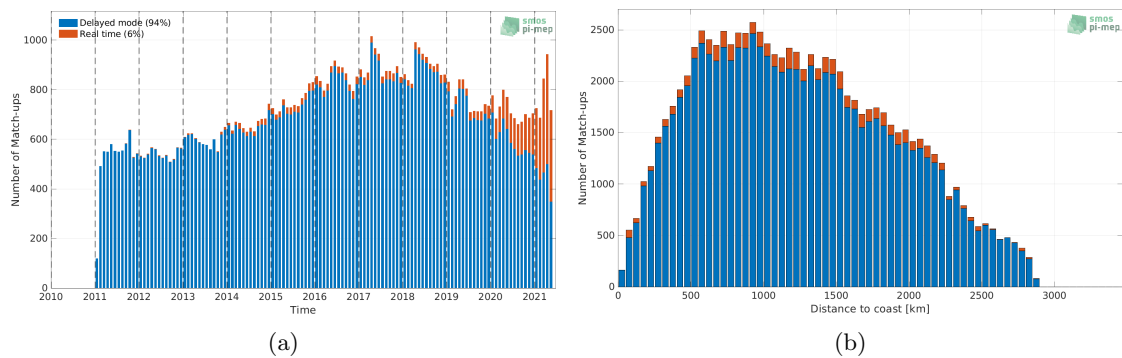 Delayed mode (94%)
Real time (6%)
smos
pi-mep
Number of Match-ups
1000
800
600
400
200
0
2010 2011 2012 2013 2014 2015 2016 2017 2018 2019 2020 2021
Time
(a)
smos
pi-mep
Number of Match-ups
2500
2000
1500
1000
500
0
0 500 1000 1500 2000 2500 3000
Distance to coast [km]
(b)